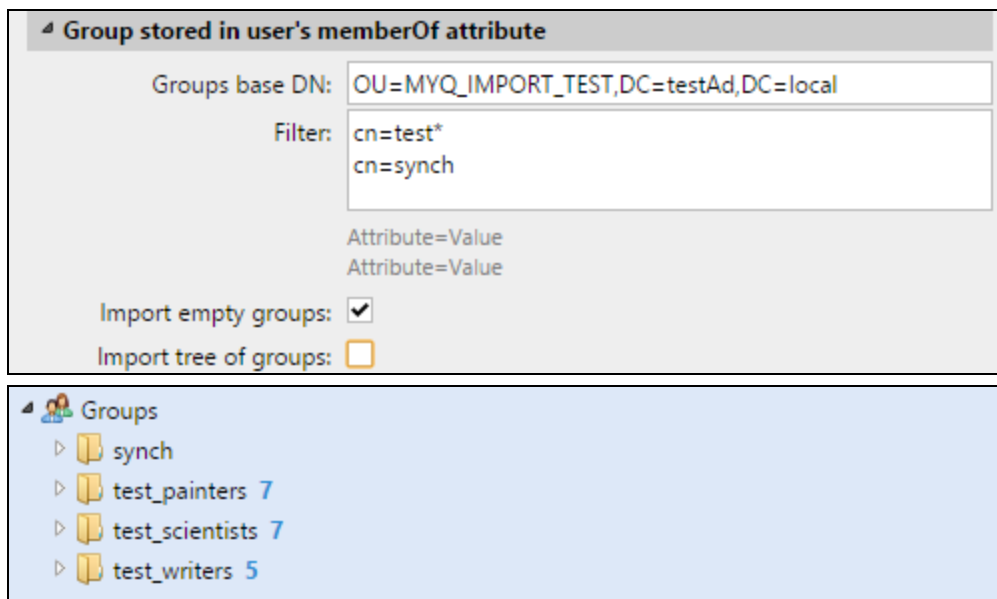 Group stored in user's memberOf attribute
Groups base DN: OU=MYQ_IMPORT_TEST,DC=testAd,DC=local
Filter: cn=test*
cn=synch
Attribute=Value
Attribute=Value
Import empty groups:
Import tree of groups:
Groups
synch
test_painters 7
test_scientists 7
test_writers 5